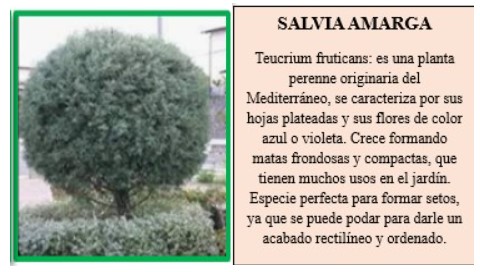 SALVIA AMARGA
Teucrium fruticans: es una planta
perenne originaria del
Mediterráneo, se caracteriza por sus
hojas plateadas y sus flores de color
azul o violeta. Crece formando
matas frondosas y compactas, que
tienen muchos usos en el jardín.
Especie perfecta para formar setos,
ya que se puede podar para darle un
acabado rectilíneo y ordenado.